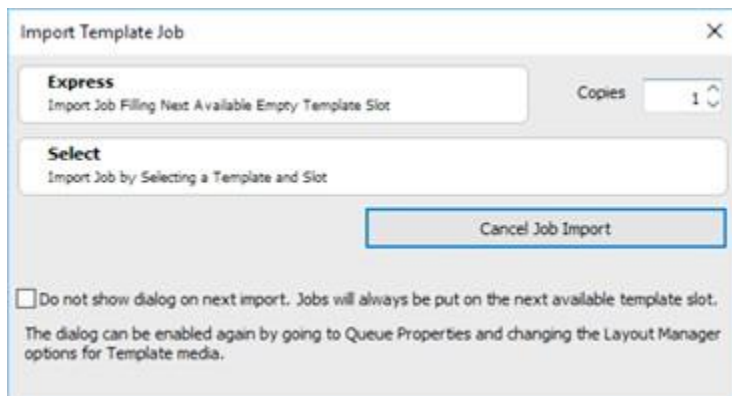 Import Template Job
Express
Import Job Filling Next Available Empty Template Slot
Copies 1
Select
Import Job by Selecting a Template and Slot
Cancel Job Import
Do not show dialog on next import. Jobs will always be put on the next available template slot.
The dialog can be enabled again by going to Queue Properties and changing the Layout Manager
options for Template media.